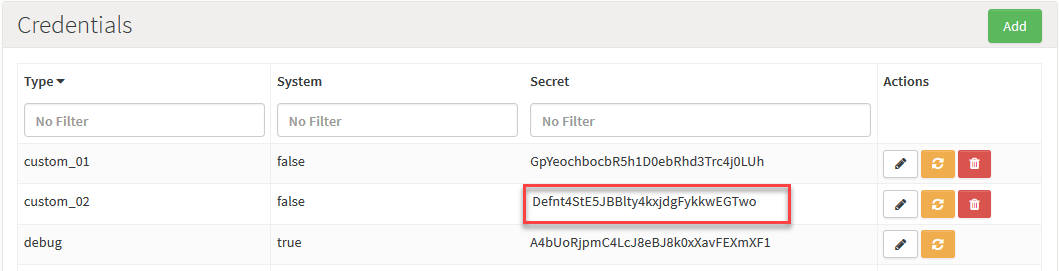 Credentials
Add
Type System Secret Actions
No Filter No Filter No Filter
custom_01 false GpYeochbocbR5h1D0ebRhd3Trc4j0LUh
custom_02 false Defnt4StE5JBBlty4kxjdgFykkwEGTwo
debug true A4bUoRjpmC4LcJ8eBJ8k0xXavFEXmXF1